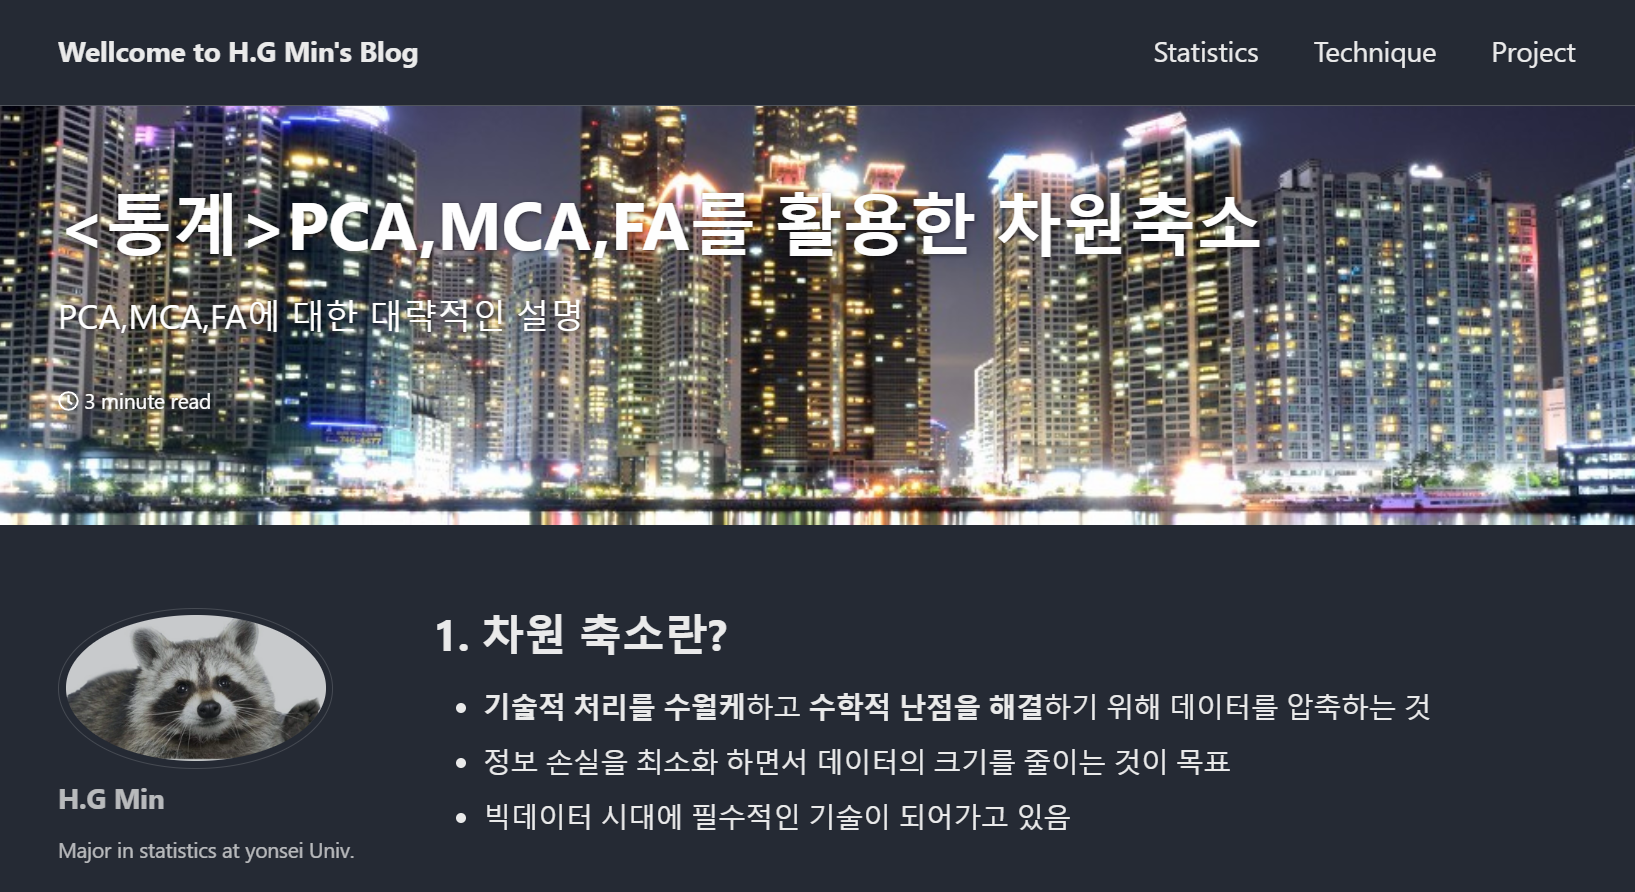 Wellcome to H.G Min's Blog
Statistics Technique Project
<통계>PCA,MCA,FA를 활용한 차원축소
PCA,MCA,FA에 대한 대략적인 설명
3 minute read
1. 차원 축소란?
기술적 처리를 수월케하고 수학적 난점을 해결하기 위해 데이터를 압축하는 것
정보 손실을 최소화 하면서 데이터의 크기를 줄이는 것이 목표
빅데이터 시대에 필수적인 기술이 되어가고 있음
H.G Min
Major in statistics at yonsei Univ.